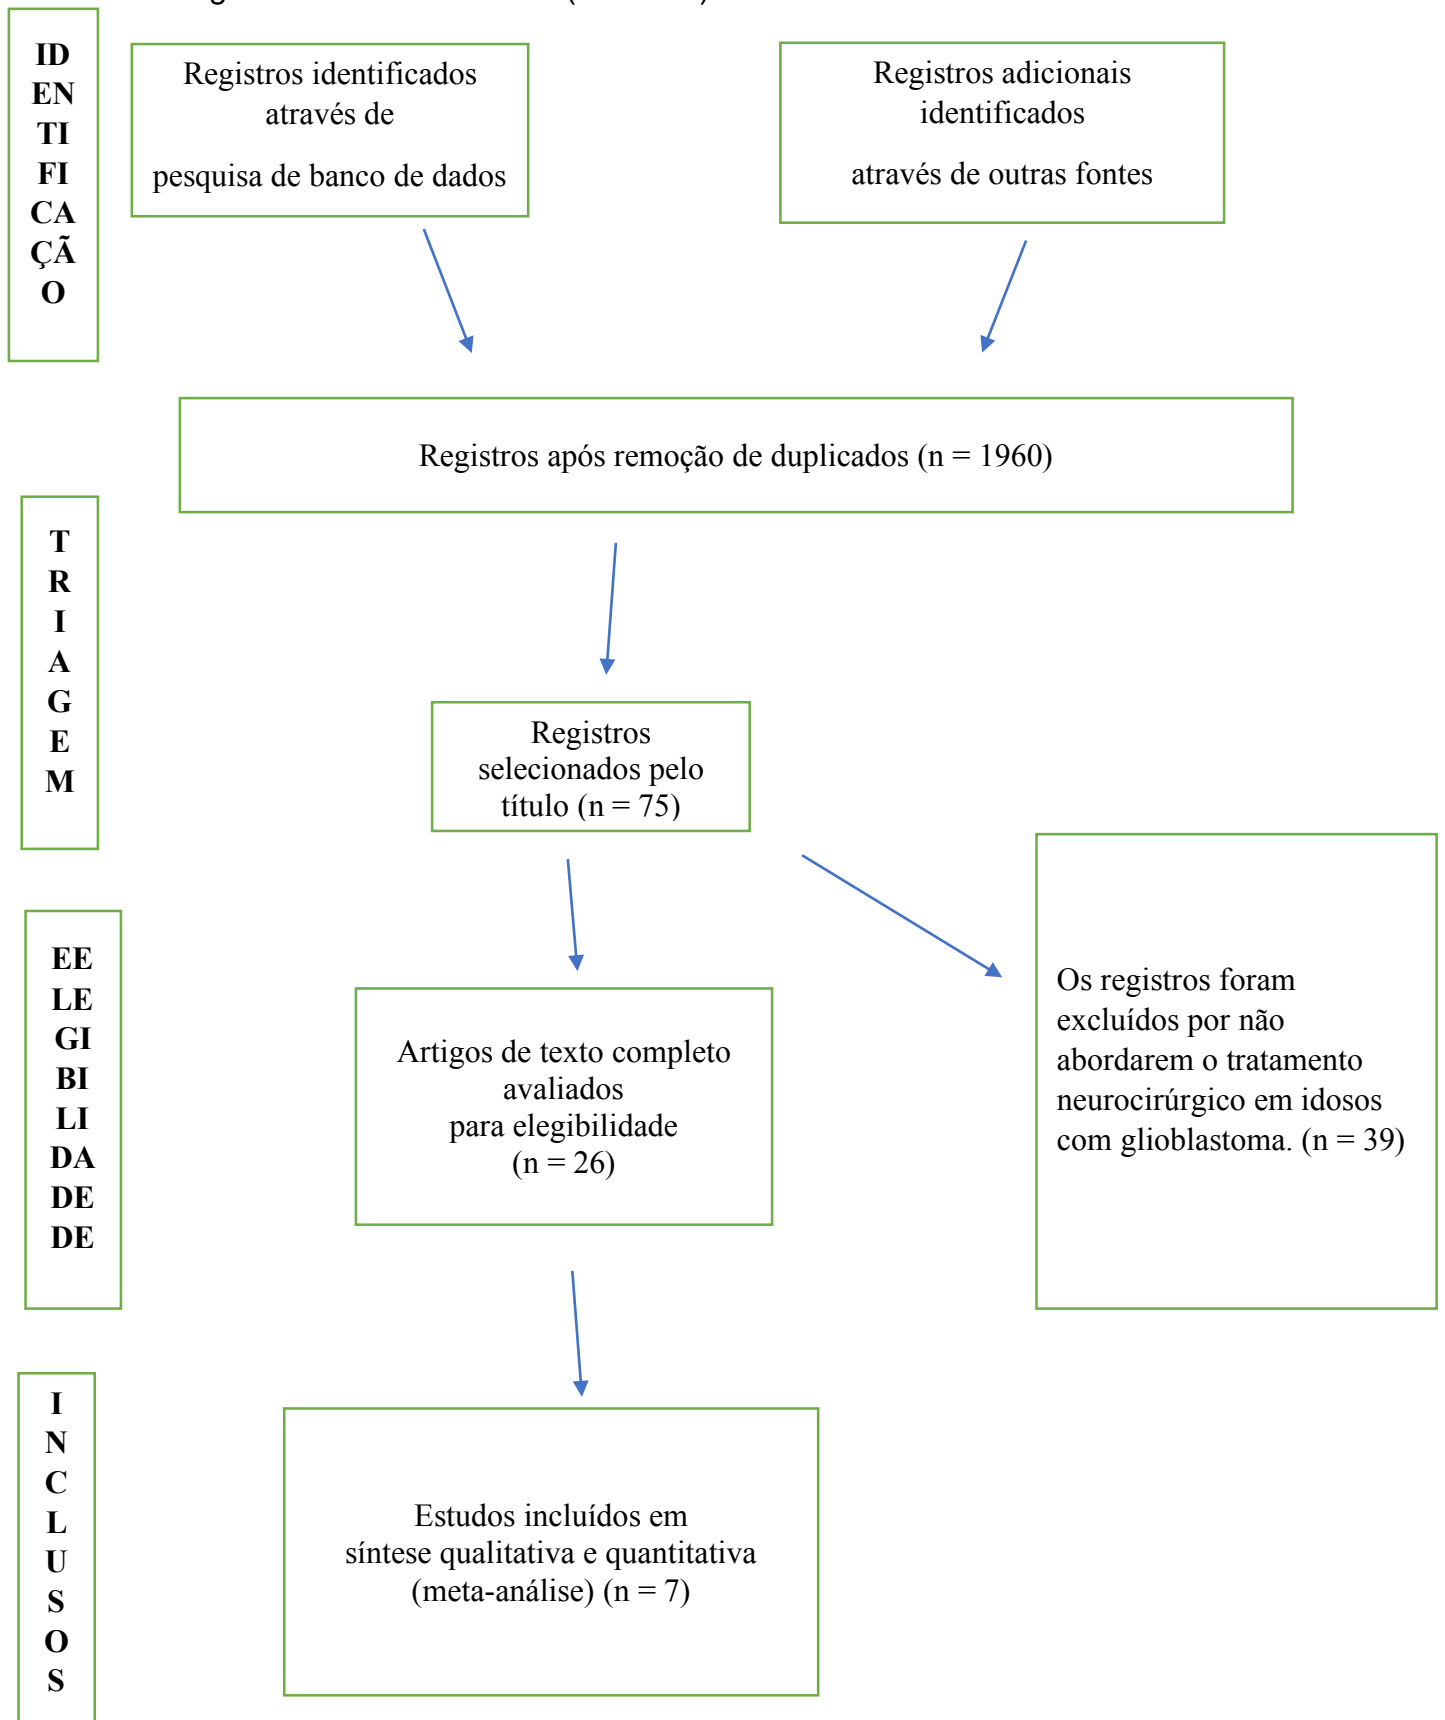 ID
EN
TI
FI
CA
ÇÃ
O
Registros identificados
através de
pesquisa de banco de dados
Registros adicionais
identificados
através de outras fontes
Registros após remoção de duplicados (n = 1960)
T
R
I
A
G
E
M
Registros
selecionados pelo
título (n = 75)
Os registros foram
excluídos por não
abordarem o tratamento
neurocirúrgico em idosos
com glioblastoma. (n = 39)
EE
LE
GI
BI
LI
DA
DE
DE
Artigos de texto completo
avaliados
para elegibilidade
(n = 26)
I
N
C
L
U
S
O
S
Estudos incluídos em
síntese qualitativa e quantitativa
(meta-análise) (n = 7)